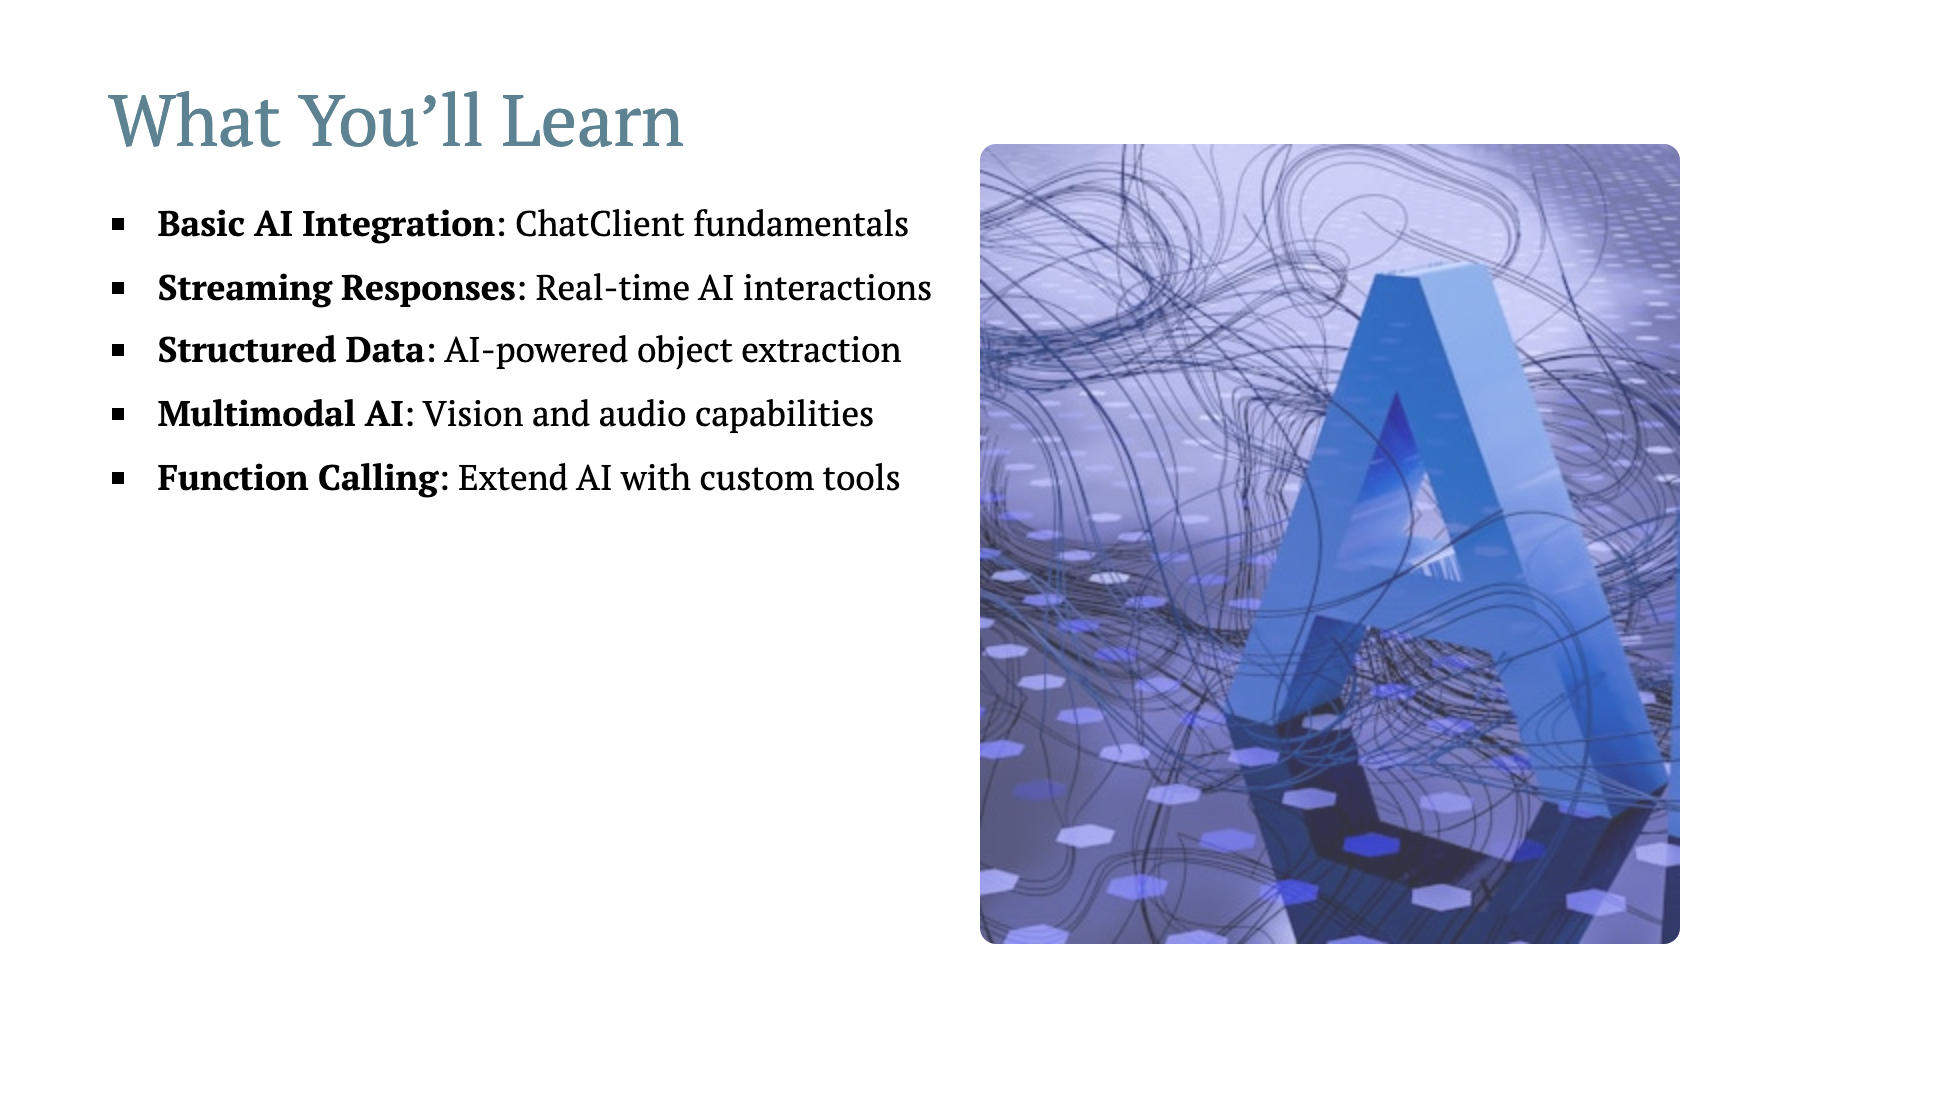 What You’ll Learn
▪ Basic AI Integration: ChatClient fundamentals
▪ Streaming Responses: Real-time AI interactions
▪ Structured Data: AI-powered object extraction
▪ Multimodal AI: Vision and audio capabilities
▪ Function Calling: Extend AI with custom tools
A